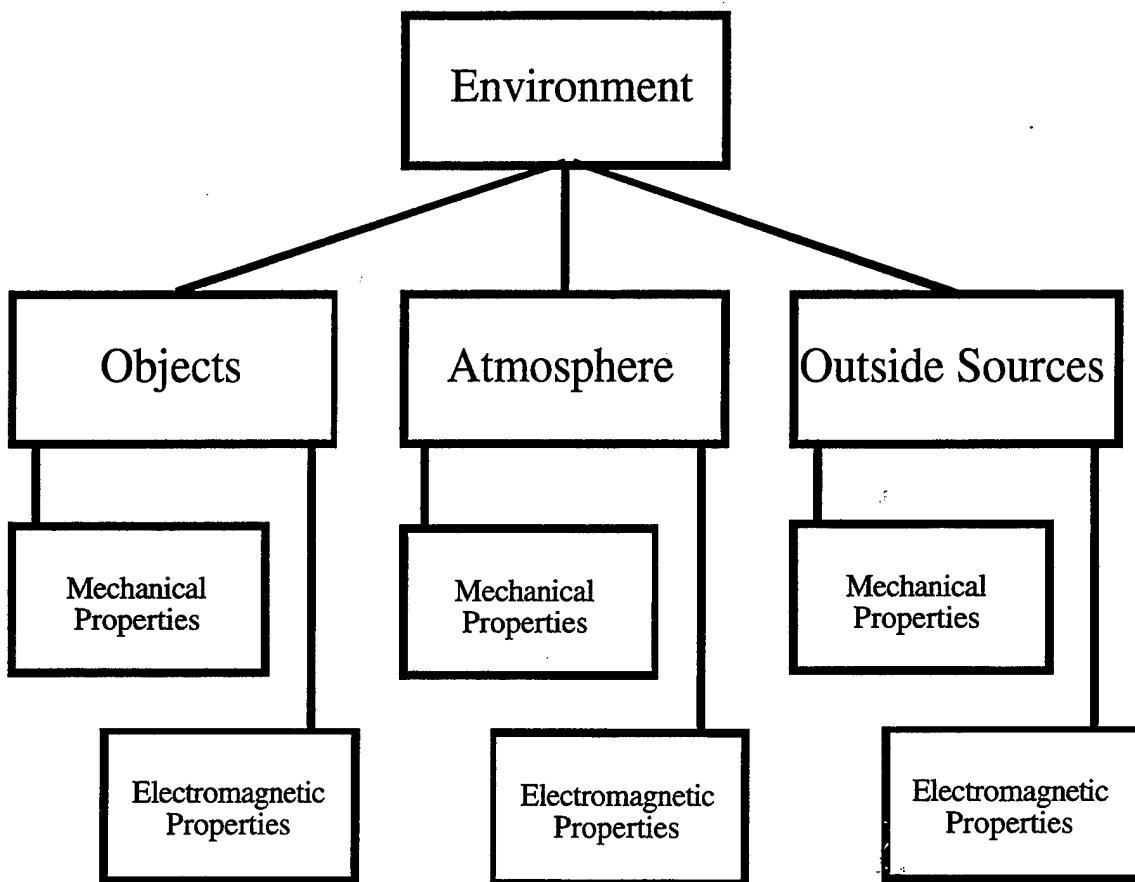 Environment
Objects
Atmosphere
Outside Sources
Mechanical
Properties
Mechanical
Properties
Mechanical
Properties
Electromagnetic
Properties
Electromagnetic
Properties
Electromagnetic
Properties